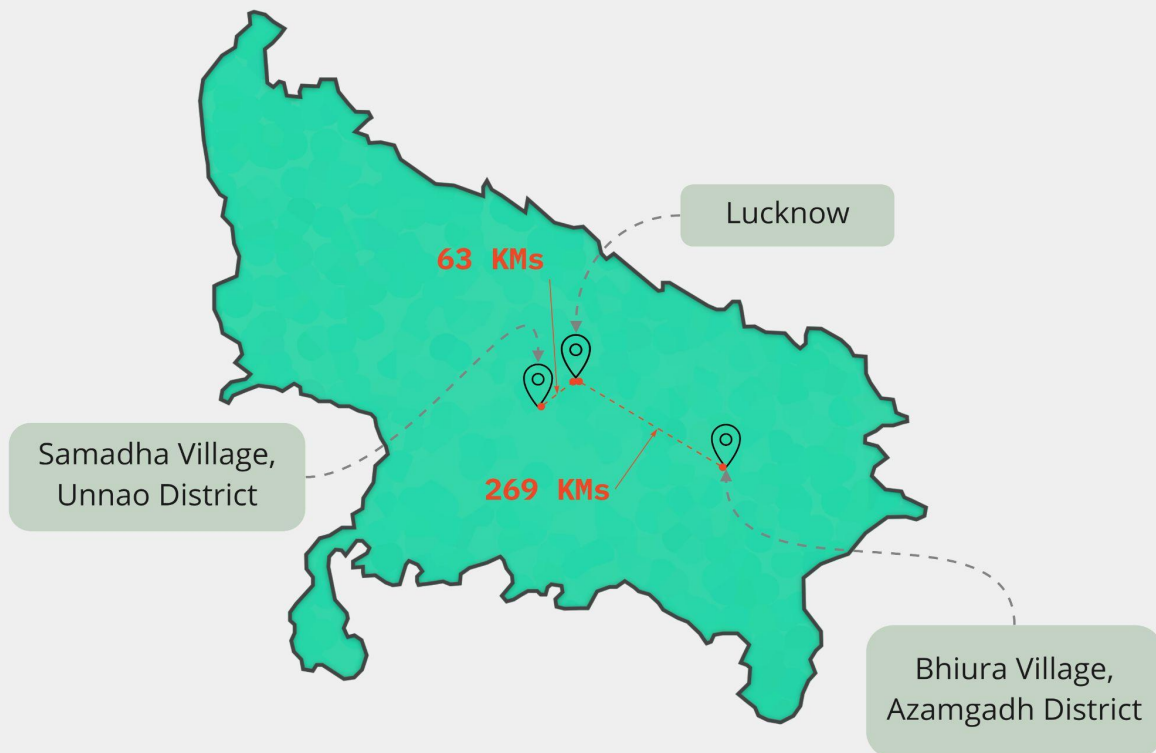 Lucknow
63 KMs
Samadha Village,
Unnao District
269 KMs
Bhiura Village,
Azamgadh District